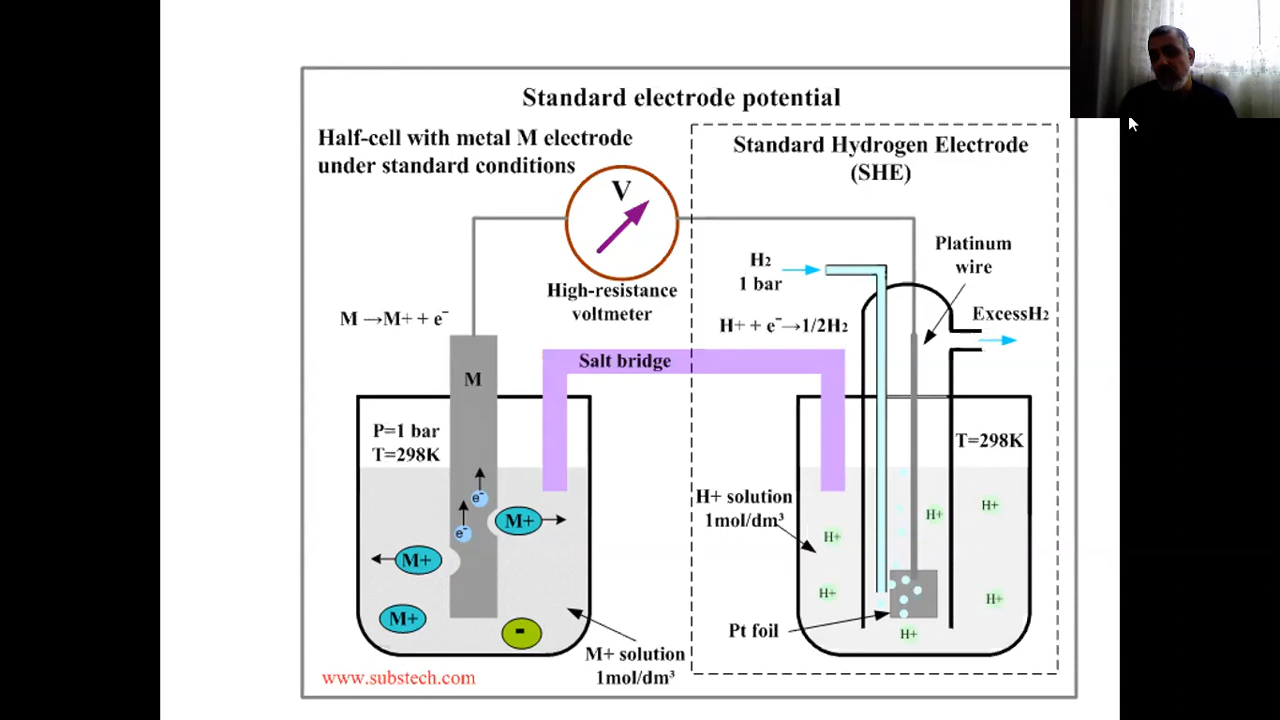 Standard electrode potential
Half-cell with metal M electrode
under standard conditions
Standard Hydrogen Electrode
(SHE)
V
High-resistance
voltmeter
H2
1 bar
Platinum
wire
ExcessH2
M →M+ + e⁻
H+ + e⁻→1/2H2
Salt bridge
M
P=1 bar
T=298K
T=298K
e⁻
e⁻
M+
M+
M+
-
H+ solution
1mol/dm³
H+
H+
H+
H+
H+
H+
Pt foil
M+ solution
1mol/dm³
www.substech.com